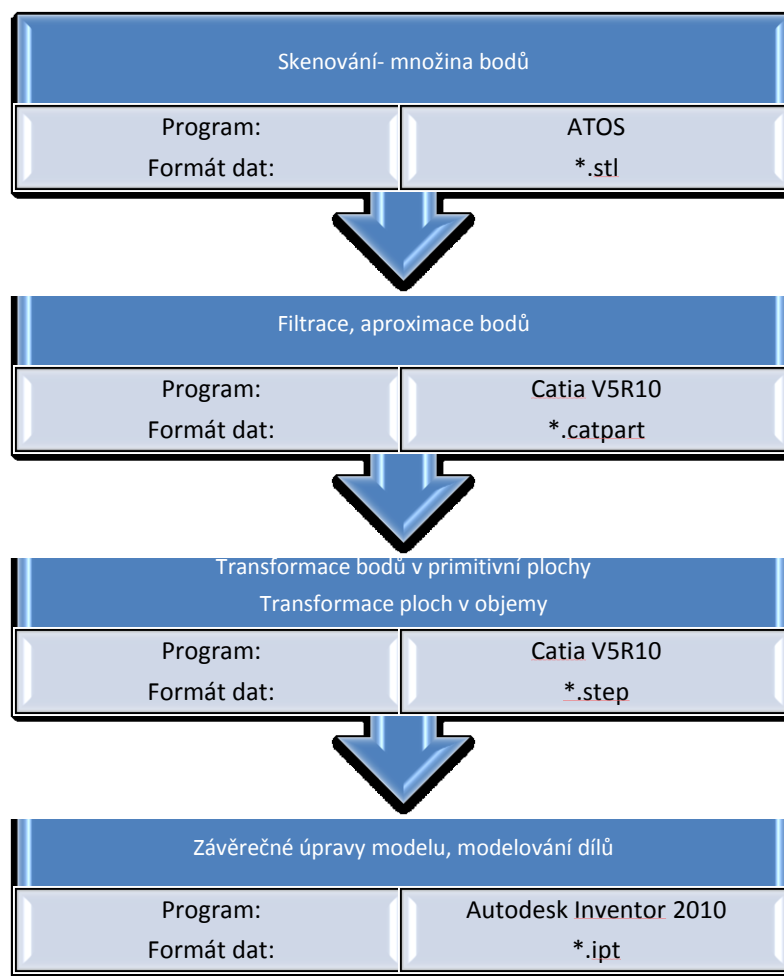 Skenování- množina bodů
Program: ATOS
Formát dat: *.stl
Filtrace, aproximace bodů
Program: Catia V5R10
Formát dat: *.catpart
Transformace bodů v primitivní plochy
Transformace ploch v objemy
Program: Catia V5R10
Formát dat: *.step
Závěrečné úpravy modelu, modelování dílů
Program: Autodesk Inventor 2010
Formát dat: *.ipt